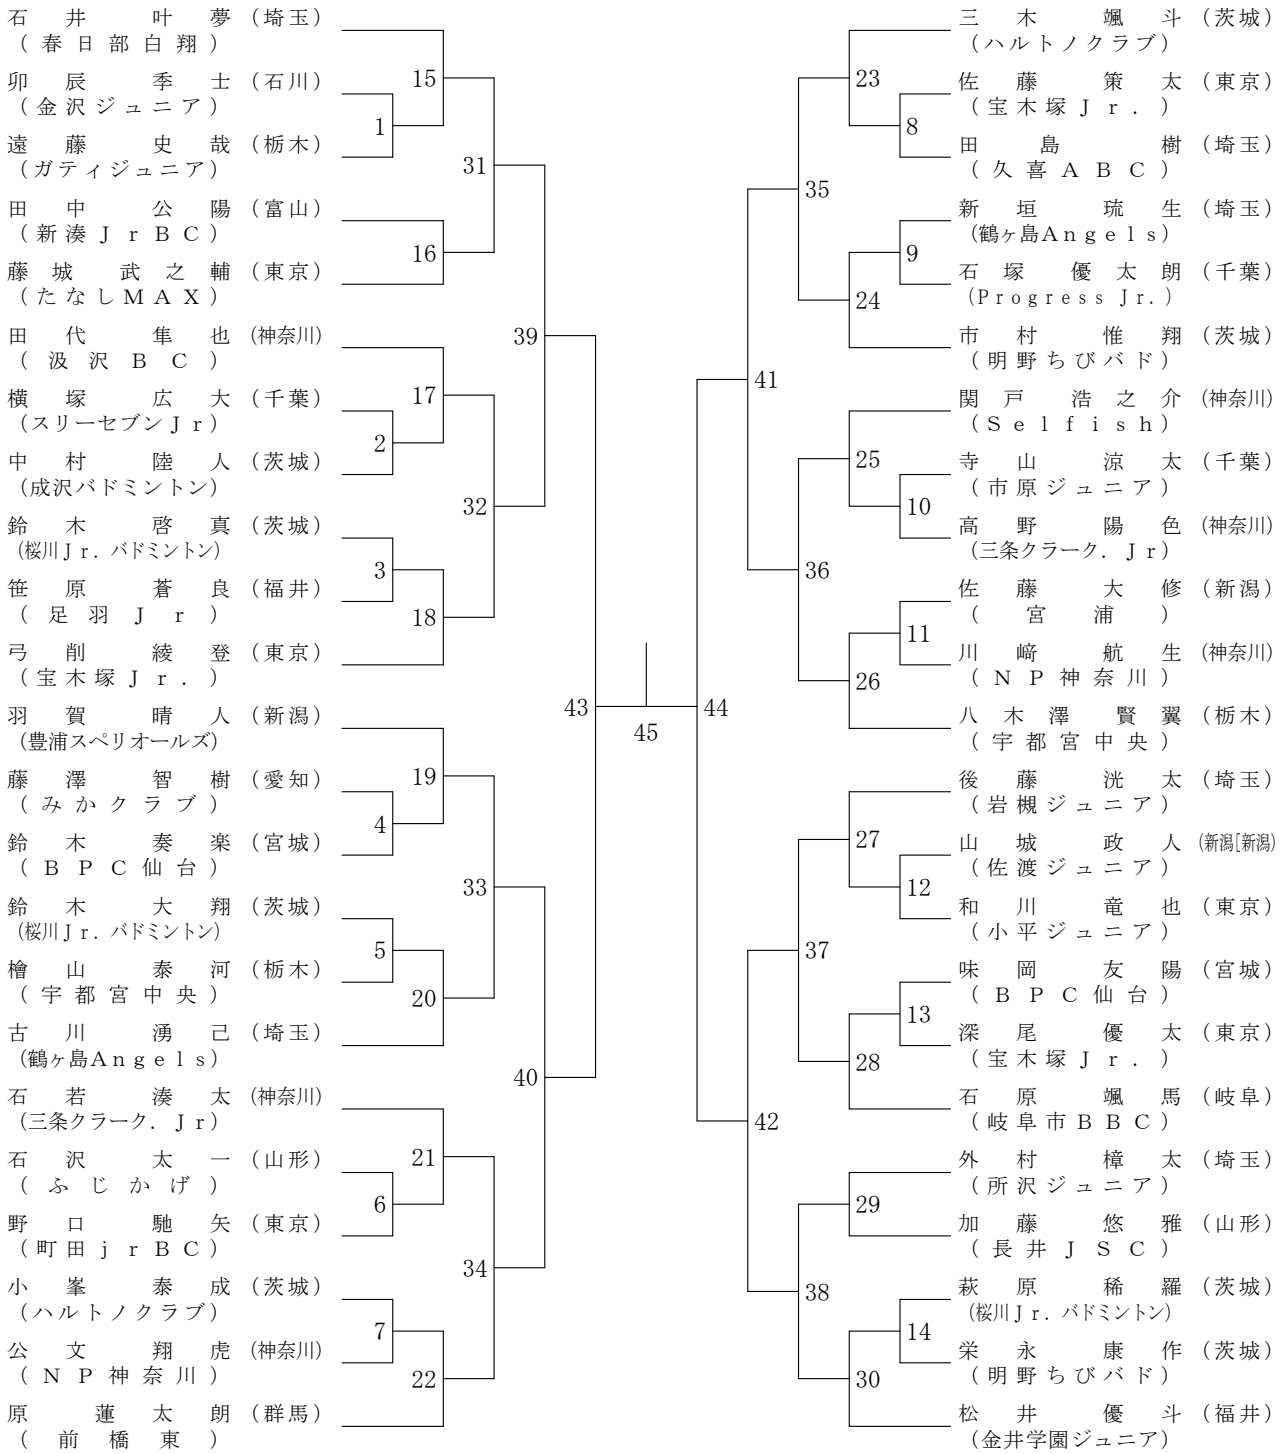 石井叶夢 (埼玉)
(春日部白翔)
卯辰季士 (石川)
(金沢ジュニア)
遠藤史哉 (栃木)
(ガティジュニア)
田中公陽 (富山)
(新湊JrBC)
藤城武之輔 (東京)
(たなしMAX)
田代隼也 (神奈川)
(汲沢BC)
横塚広大 (千葉)
(スリーセブンJr)
中村陸人 (茨城)
(成沢バドミントン)
鈴木啓真 (茨城)
(桜川Jr. バドミントン)
笹原蒼良 (福井)
(足羽Jr)
弓削綾登 (東京)
(宝木塚Jr.)
羽賀晴人 (新潟)
(豊浦スペリオールズ)
藤澤智樹 (愛知)
(みかクラブ)
鈴木奏楽 (宮城)
(BPC仙台)
鈴木大翔 (茨城)
(桜川Jr. バドミントン)
檜山泰河 (栃木)
(宇都宮中央)
古川湧己 (埼玉)
(鶴ヶ島Angels)
石若湊太 (神奈川)
(三条クラーク. Jr)
石沢太一 (山形)
(ふじかげ)
野口馳矢 (東京)
(町田jrBC)
小峯泰成 (茨城)
(ハルトノクラブ)
公文翔虎 (神奈川)
(NP神奈川)
原蓮太朗 (群馬)
(前橋東)
1
2
3
4
5
6
7
15
16
17
18
19
20
21
22
31
32
33
34
39
40
43
45
44
41
42
35
36
37
38
23
24
25
26
27
28
29
30
8
9
10
11
12
13
14
三木颯斗 (茨城)
(ハルトノクラブ)
佐藤策太 (東京)
(宝木塚Jr.)
田島樹 (埼玉)
(久喜ABC)
新垣琉生 (埼玉)
(鶴ヶ島Angels)
石塚優太朗 (千葉)
(Progress Jr.)
市村惟翔 (茨城)
(明野ちびバド)
関戸浩之介 (神奈川)
(Selfish)
寺山涼太 (千葉)
(市原ジュニア)
高野陽色 (神奈川)
(三条クラーク. Jr)
佐藤大修 (新潟)
(宮浦)
川﨑航生 (神奈川)
(NP神奈川)
八木澤賢翼 (栃木)
(宇都宮中央)
後藤洸太 (埼玉)
(岩槻ジュニア)
山城政人 (新潟[新潟)
(佐渡ジュニア)
和川竜也 (東京)
(小平ジュニア)
味岡友陽 (宮城)
(BPC仙台)
深尾優太 (東京)
(宝木塚Jr.)
石原颯馬 (岐阜)
(岐阜市BBC)
外村樟太 (埼玉)
(所沢ジュニア)
加藤悠雅 (山形)
(長井JSC)
萩原稀羅 (茨城)
(桜川Jr. バドミントン)
栄永康作 (茨城)
(明野ちびバド)
松井優斗 (福井)
(金井学園ジュニア)